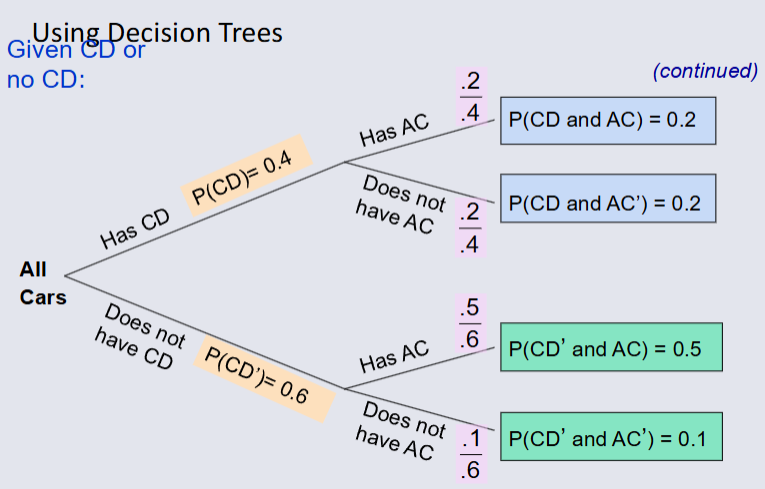 Using Decision Trees
Given CD or
no CD:
(continued)
.2
.4
Has AC
P(CD and AC) = 0.2
P(CD)= 0.4
Has CD
Does not
have AC
.2
.4
P(CD and AC’) = 0.2
All
Cars
Does not
have CD
P(CD’)= 0.6
.5
.6
Has AC
P(CD’ and AC) = 0.5
Does not
have AC
.1
.6
P(CD’ and AC’) = 0.1